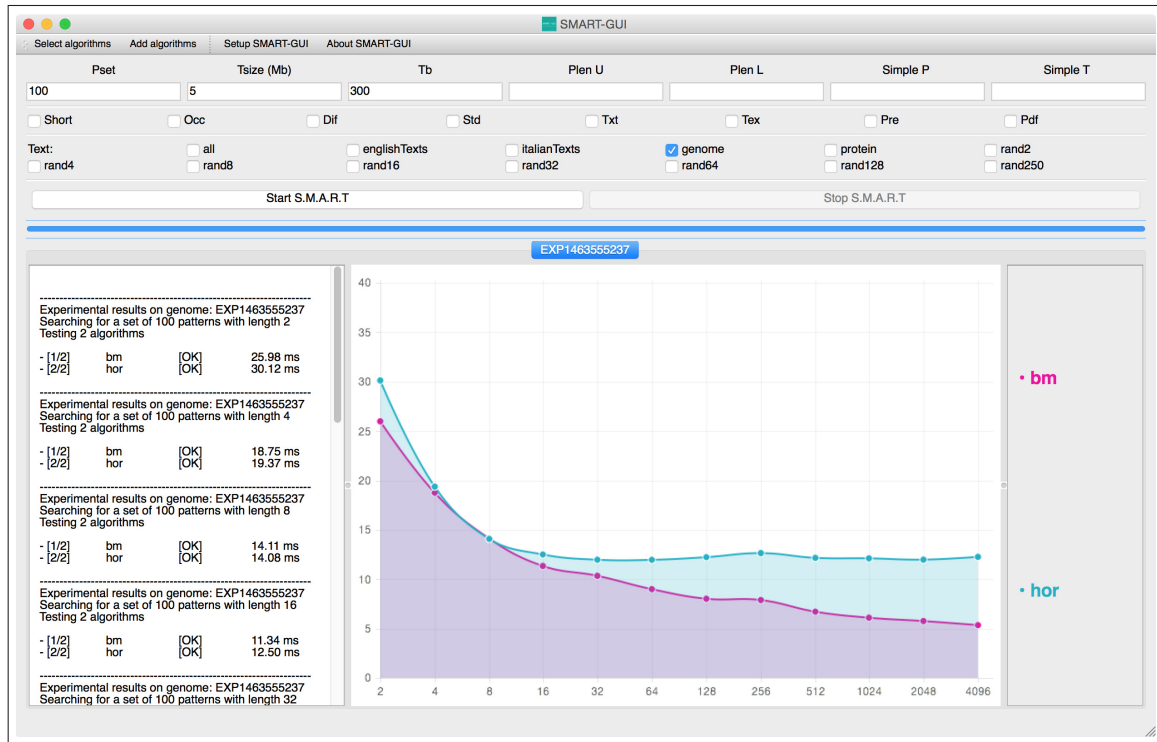 SMART-GUI
Select algorithms Add algorithms Setup SMART-GUI About SMART-GUI
Pset Tsize (Mb) Tb Plen U Plen L Simple P Simple T
100 5 300
Short Occ Dif Std Txt Tex Pre Pdf
Text: all englishTexts italianTexts genome protein rand2
rand4 rand8 rand16 rand32 rand64 rand128 rand250
Start S.M.A.R.T Stop S.M.A.R.T
EXP1463555237
--------------------------------------------------------------------
Experimental results on genome: EXP1463555237
Searching for a set of 100 patterns with length 2
Testing 2 algorithms
- [1/2] bm [OK] 25.98 ms
- [2/2] hor [OK] 30.12 ms
--------------------------------------------------------------------
Experimental results on genome: EXP1463555237
Searching for a set of 100 patterns with length 4
Testing 2 algorithms
- [1/2] bm [OK] 18.75 ms
- [2/2] hor [OK] 19.37 ms
--------------------------------------------------------------------
Experimental results on genome: EXP1463555237
Searching for a set of 100 patterns with length 8
Testing 2 algorithms
- [1/2] bm [OK] 14.11 ms
- [2/2] hor [OK] 14.08 ms
--------------------------------------------------------------------
Experimental results on genome: EXP1463555237
Searching for a set of 100 patterns with length 16
Testing 2 algorithms
- [1/2] bm [OK] 11.34 ms
- [2/2] hor [OK] 12.50 ms
--------------------------------------------------------------------
Experimental results on genome: EXP1463555237
Searching for a set of 100 patterns with length 32
40
35
30
25
20
15
10
5
0
2 4 8 16 32 64 128 256 512 1024 2048 4096
• bm
• hor